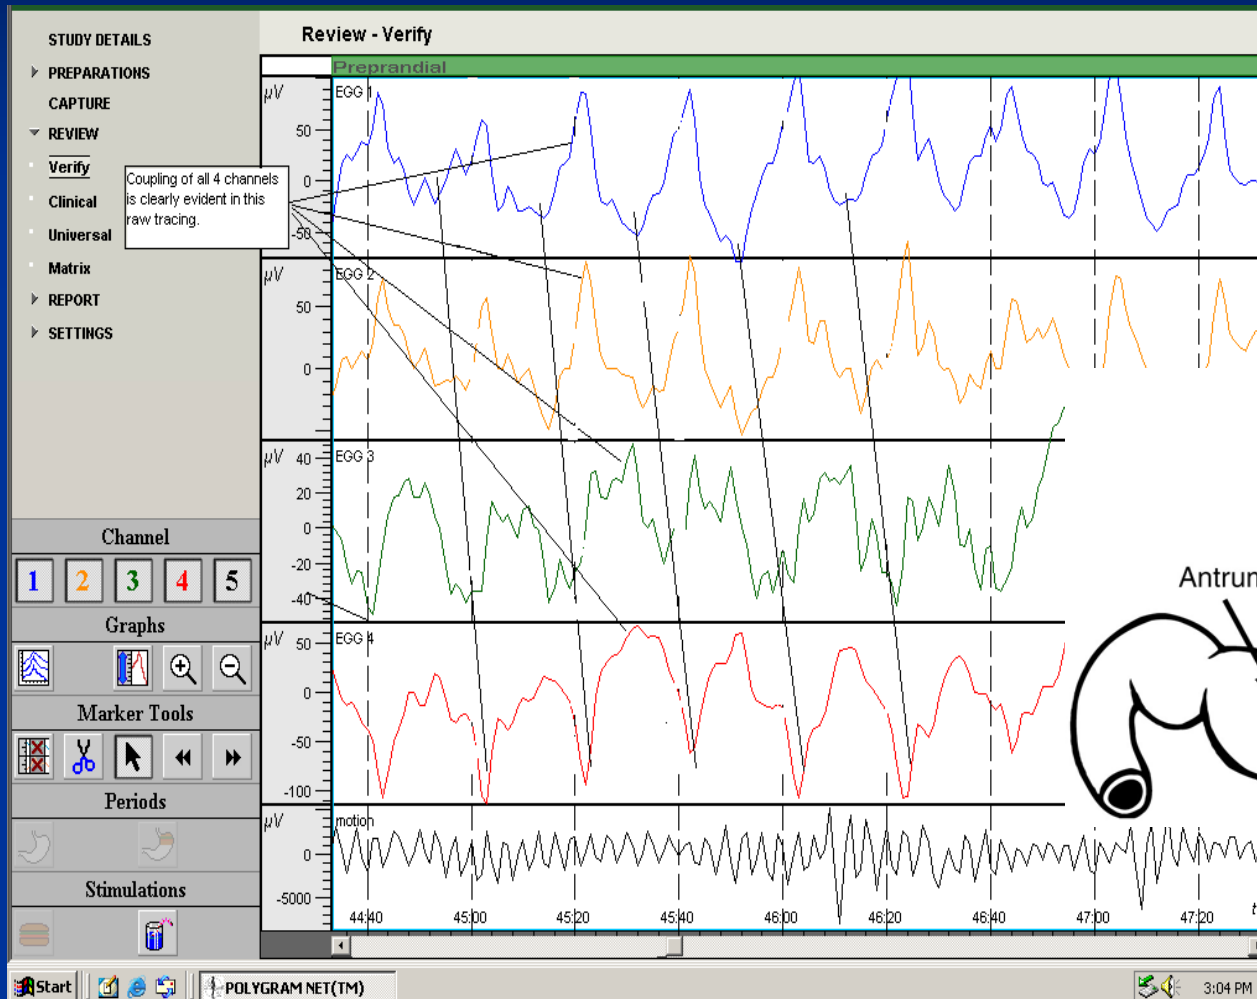 STUDY DETAILS
PREPARATIONS
CAPTURE
REVIEW
Verify
Clinical
Universal
Matrix
REPORT
SETTINGS
Review - Verify
Preprandial
Coupling of all 4 channels
is clearly evident in this
raw tracing.
μV
EGG 1
50
0
-50
μV
EGG 2
50
0
μV
EGG 3
40
20
0
-20
-40
μV
EGG 4
50
0
-50
-100
μV
motion
0
-5000
44:40 45:00 45:20 45:40 46:00 46:20 46:40 47:00 47:20
Channel
1 2 3 4 5
Graphs
Marker Tools
Periods
Stimulations
Start
POLYGRAM NET(TM)
3:04 PM